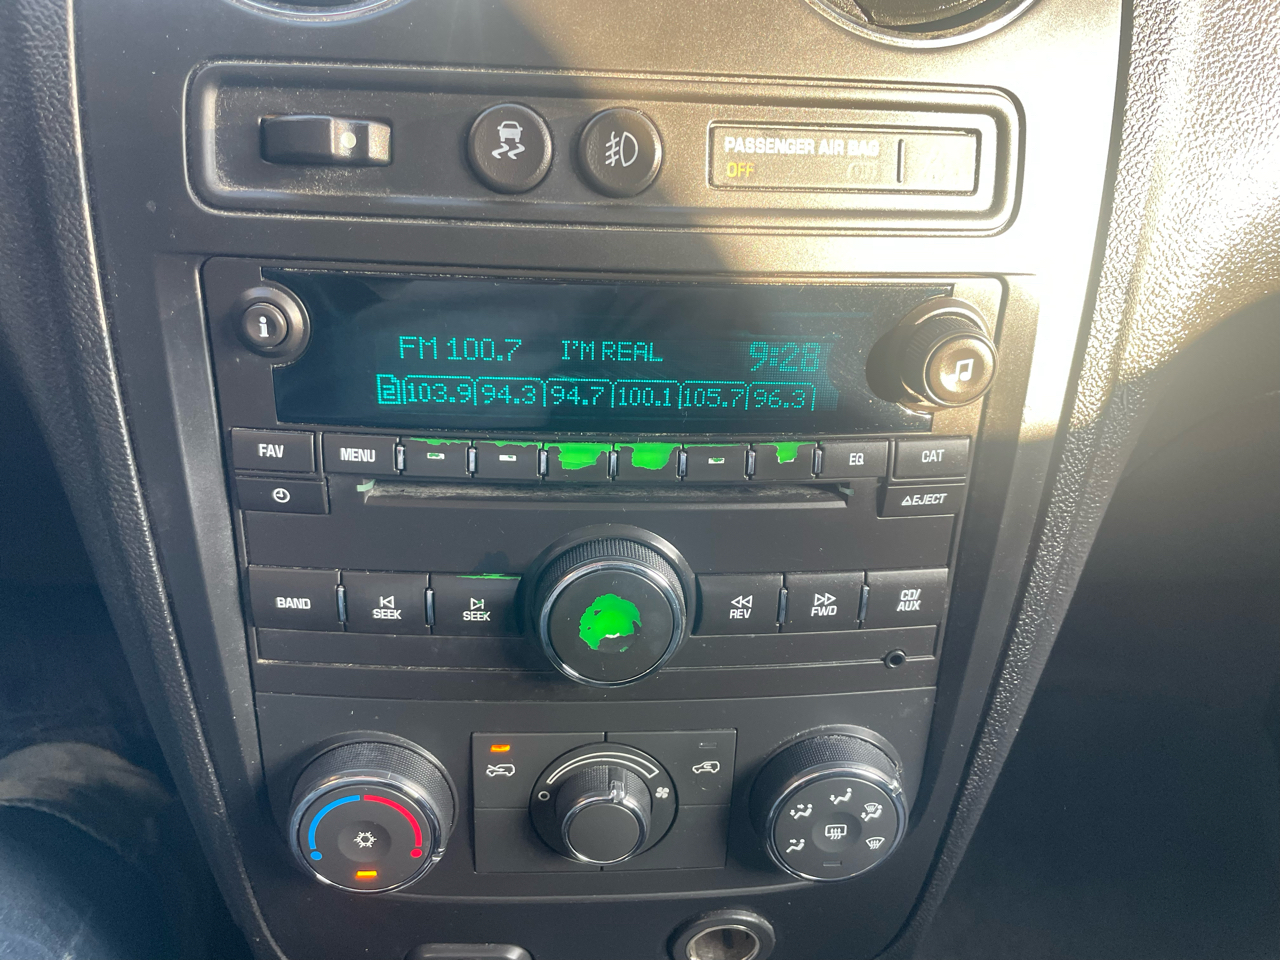 PASSENGER AIR BAG
OFF
i
FM 100.7 I'M REAL 9:28
2 103.9 94.3 94.7 100.1 105.7 96.3
FAV MENU EQ CAT
EJECT
BAND SEEK SEEK REV FWD CD/AUX